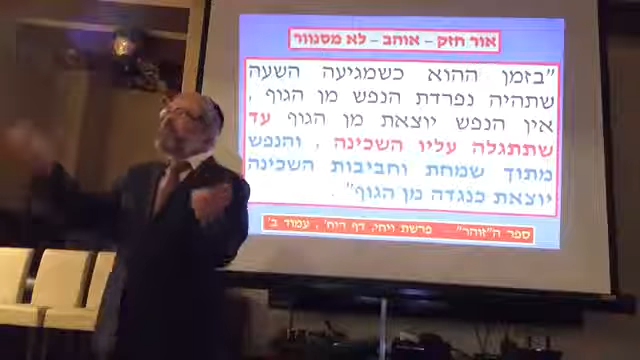 אור חזק – אוהב – לא מסנוור
"בזמן ההוא כשמגיעה השעה
שתהיה נפרדת הנפש מן הגוף ,
אין הנפש יוצאת מן הגוף עד
שתתגלה עליו השכינה , והנפש
מתוך שמחת וחביבות השכינה
יוצאת כנגדה מן הגוף" .
ספר ה"זוהר" – פרשת ויחי, דף רי"ח , עמוד ב'